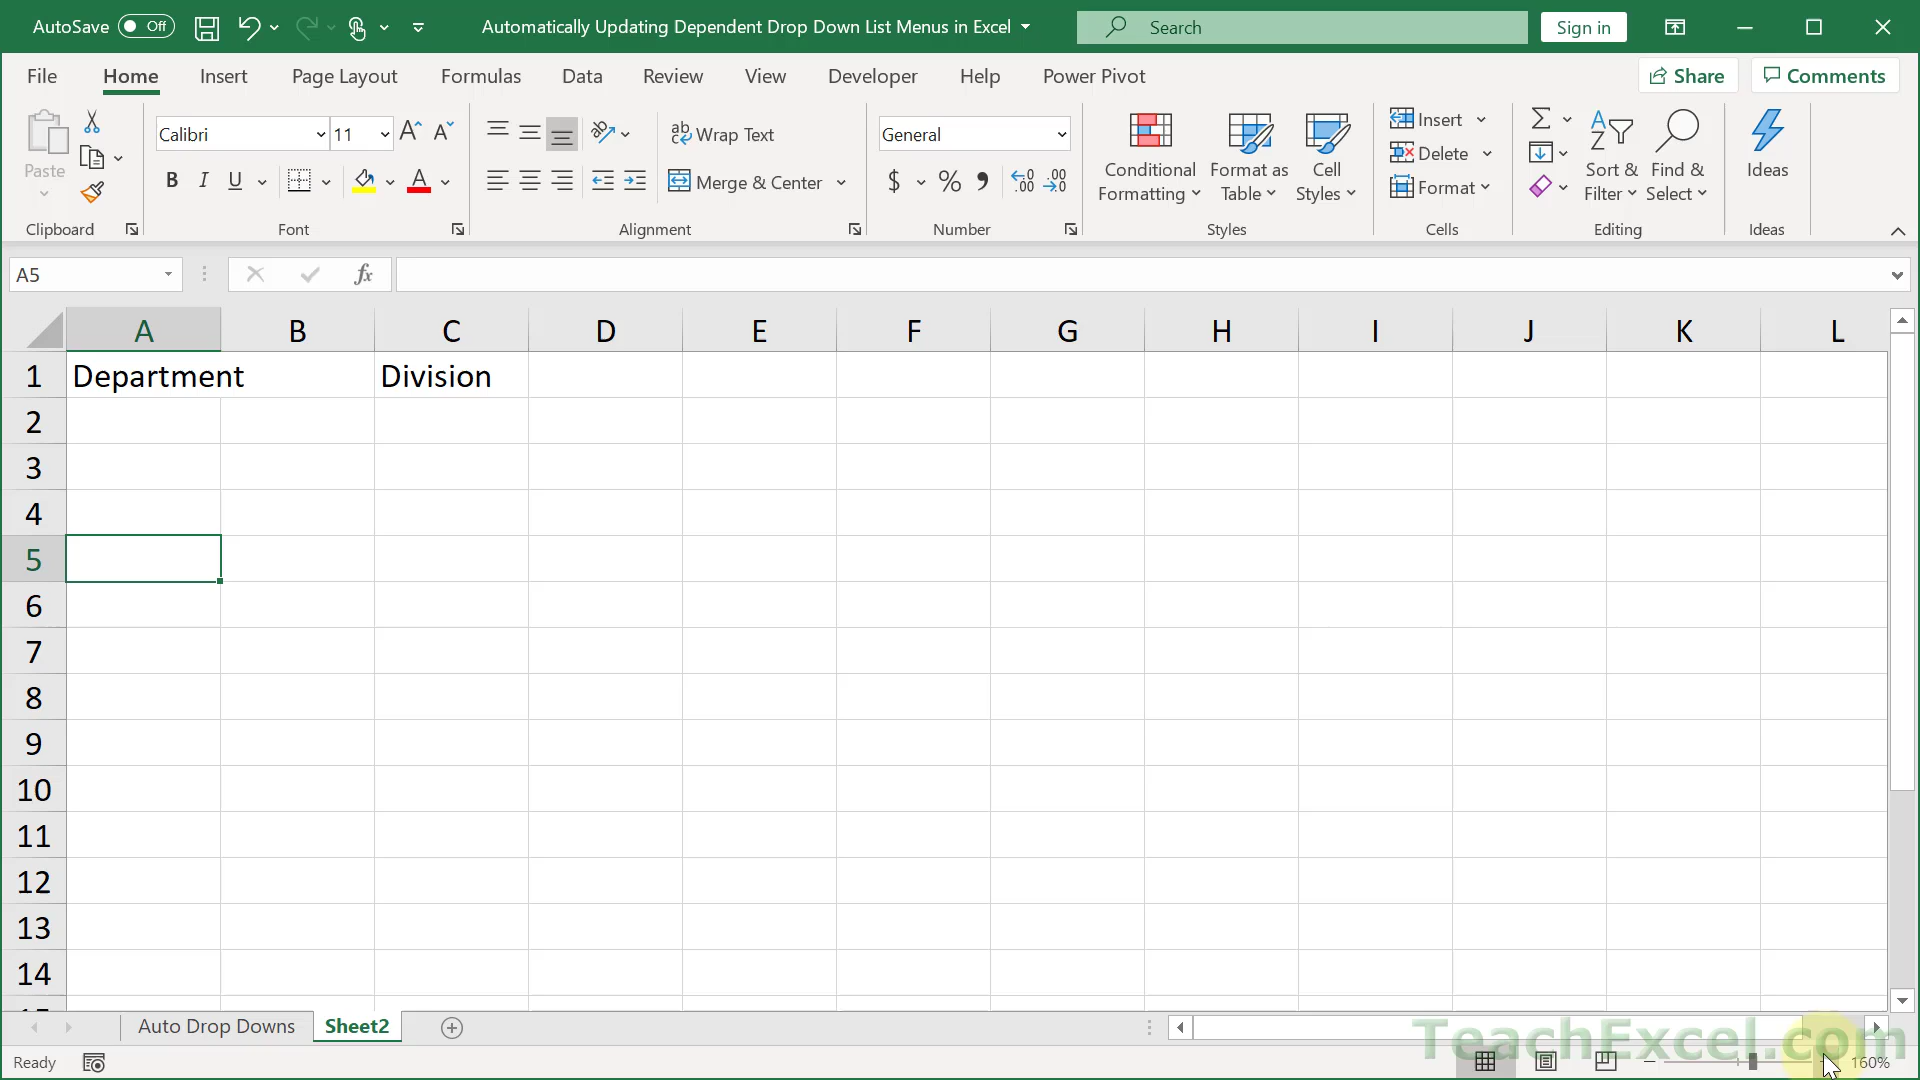 AutoSave Off Automatically Updating Dependent Drop Down List Menus in Excel Search Sign in
File Home Insert Page Layout Formulas Data Review View Developer Help Power Pivot Share Comments
Paste
Calibri 11
ab Wrap Text
Merge & Center
General
$ % .00 .00
Conditional Formatting
Format as Table
Cell Styles
Insert
Delete
Format
Sort & Filter
Find & Select
Ideas
Clipboard Font Alignment Number Styles Cells Editing Ideas
A5 fx
A B C D E F G H I J K L
1 Department Division
2
3
4
5
6
7
8
9
10
11
12
13
14
Auto Drop Downs Sheet2
TeachExcel.com
Ready 160%